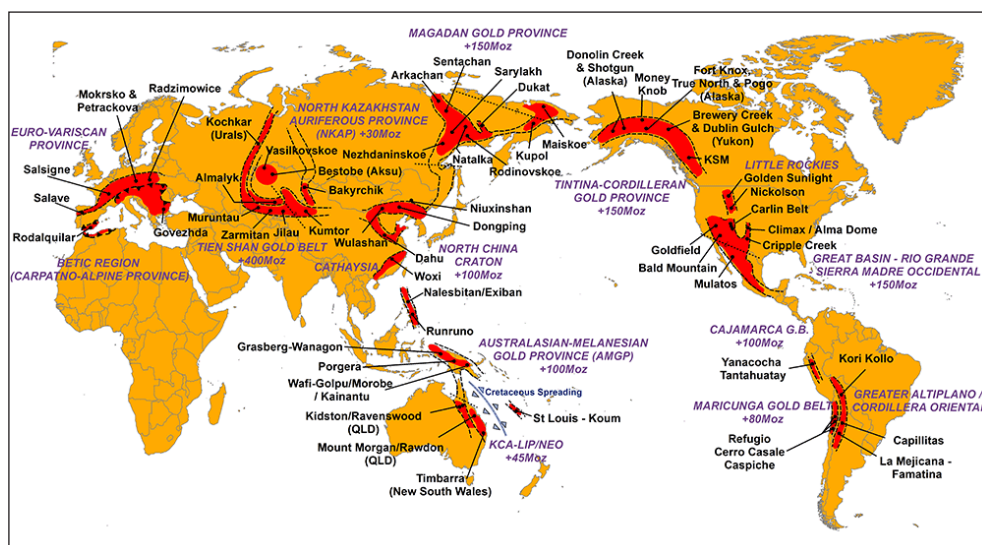 MAGADAN GOLD PROVINCE
+150Moz
Sentachan
Arkachan
Sarylakh
Dukat
Donolin Creek
& Shotgun
(Alaska)
Money
Knob
Fort Knox,
True North & Pogo
(Alaska)
Radzimowice
Mokrsko &
Petrackova
NORTH KAZAKHSTAN
AURIFEROUS PROVINCE
(NKAP) +30Moz
Kochkar
(Urals)
EURO-VARISCAN
PROVINCE
Vasilkovskoe
Nezhdaninskoe
Maiskoe
Brewery Creek
& Dublin Gulch
(Yukon)
Salsigne
Bestobe (Aksu)
Natalka
Kupol
KSM
Almalyk
Bakyrchik
Rodinovskoe
LITTLE ROCKIES
Golden Sunlight
Salave
TINTINA-CORDILLERAN
GOLD PROVINCE
+150Moz
Nickolson
Muruntau
Niuxinshan
Carlin Belt
Rodalquilar
Govezhda
Zarmitan
Jilau
Kumtor
Dongping
Climax / Alma Dome
TIEN SHAN GOLD BELT
+400Moz
Wulashan
Goldfield
Cripple Creek
BETIC REGION
(CARPATNO-ALPINE PROVINCE)
Dahu
NORTH CHINA
CRATON
+100Moz
Bald Mountain
GREAT BASIN - RIO GRANDE
SIERRA MADRE OCCIDENTAL
+150Moz
CATHAYSIA
Woxi
Mulatos
Nalesbitan/Exiban
Runruno
CAJAMARCA G.B.
+100Moz
Grasberg-Wanagon
AUSTRALASIAN-MELANESIAN
GOLD PROVINCE (AMGP)
+100Moz
Yanacocha
Tantahuatay
Kori Kollo
Porgera
Wafi-Golpu/Morobe
/ Kainantu
Cretaceous Spreading
GREATER ALTIPLANO /
CORDILLERA ORIENTAL
Kidston/Ravenswood
(QLD)
St Louis - Koum
MARICUNGA GOLD BELT
+80Moz
Mount Morgan/Rawdon
(QLD)
KCA-LIP/NEO
+45Moz
Refugio
Cerro Casale
Caspiche
Capillitas
La Mejicana -
Famatina
Timbarra
(New South Wales)